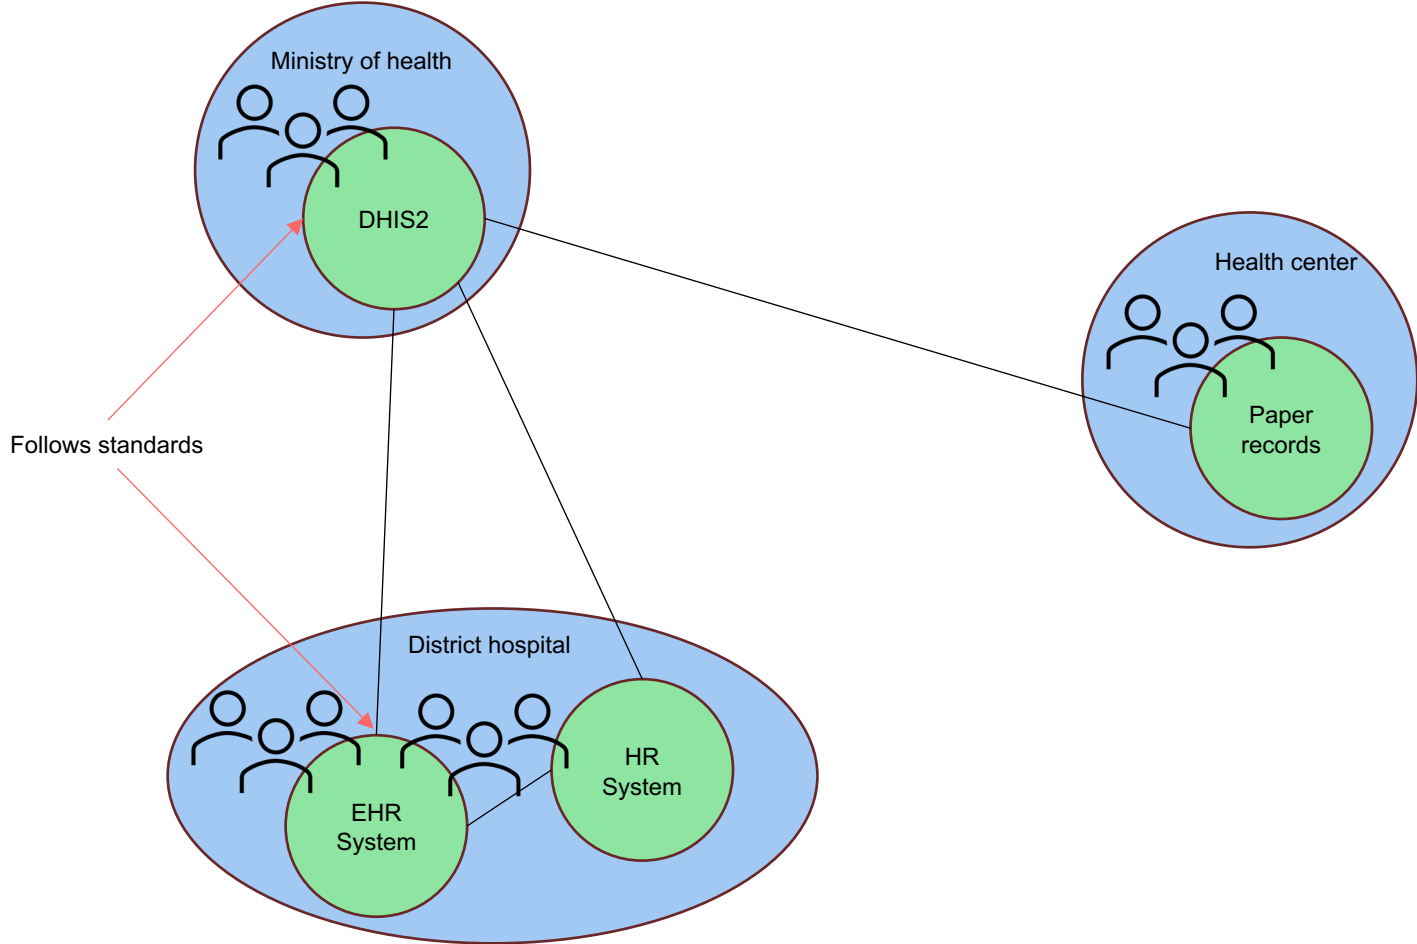 Ministry of health
DHIS2
Health center
Paper
records
Follows standards
District hospital
HR
System
EHR
System